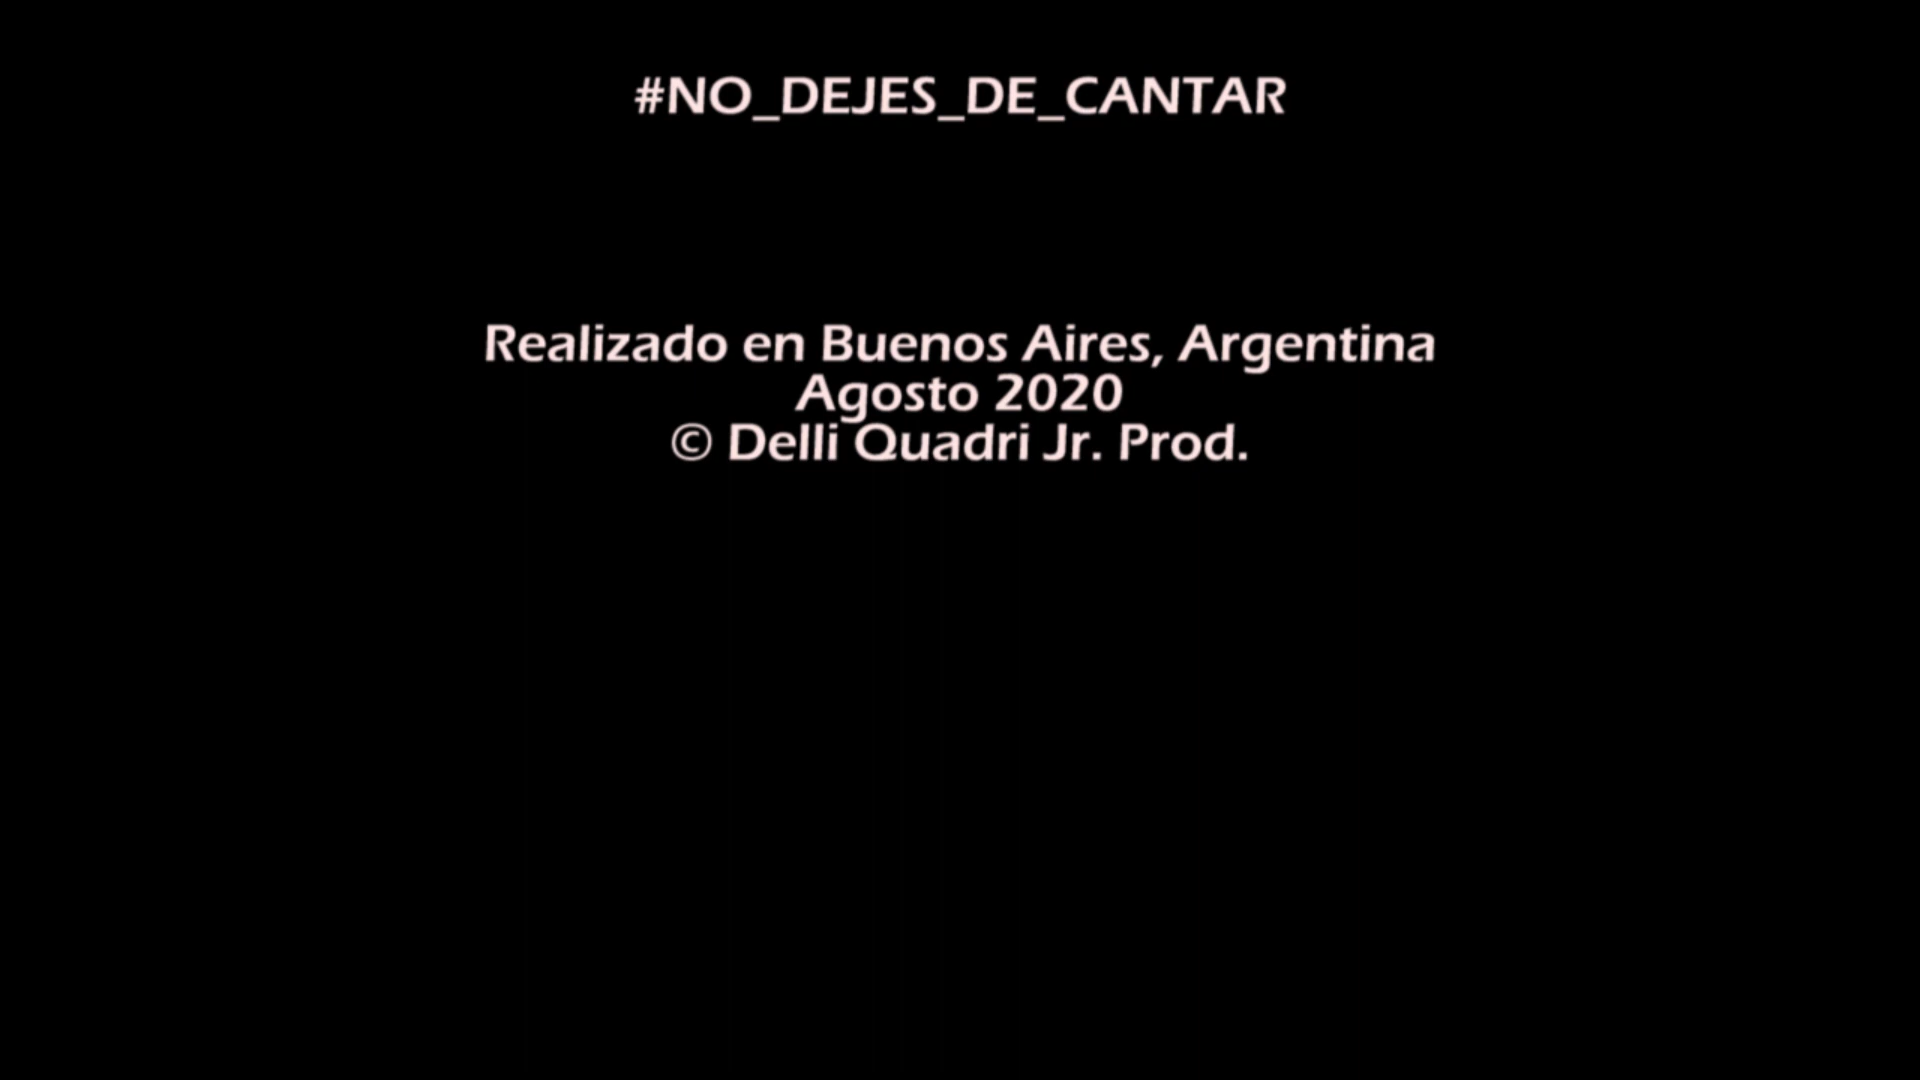 #NO_DEJES_DE_CANTAR
Realizado en Buenos Aires, Argentina
Agosto 2020
© Delli Quadri Jr. Prod.